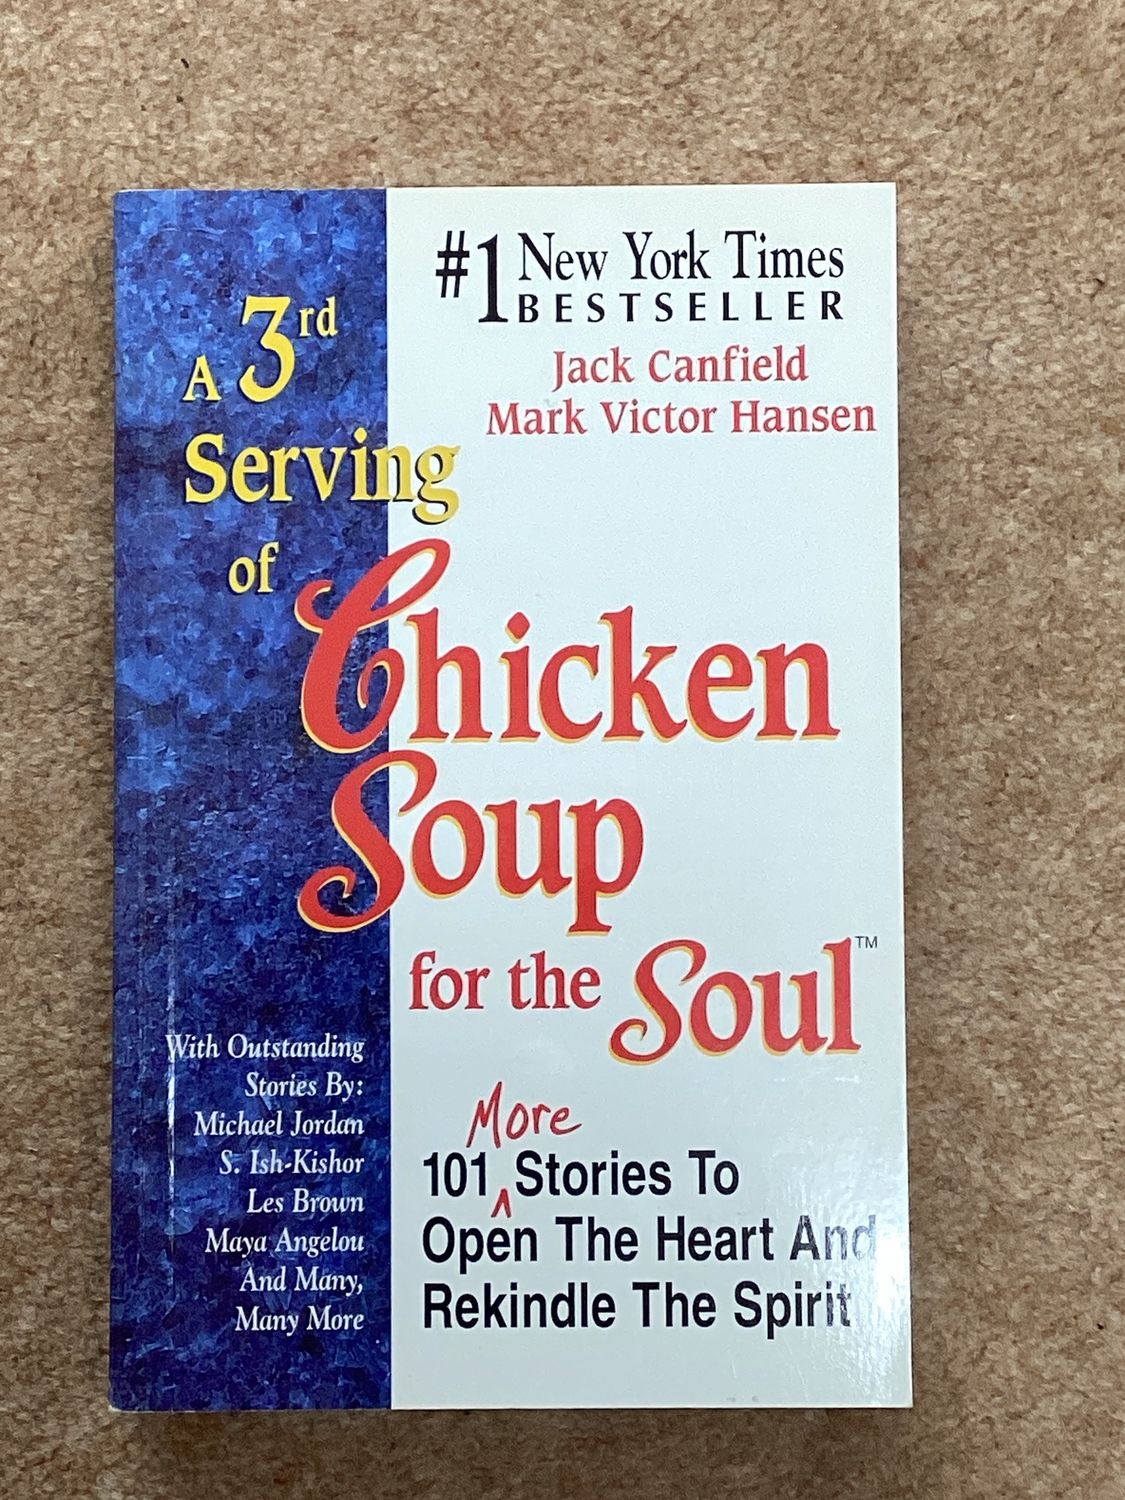 #1 New York Times
BESTSELLER
Jack Canfield
Mark Victor Hansen
A 3rd
Serving
of
Chicken
Soup
for the Soul™
More
101 ^ Stories To
Open The Heart And
Rekindle The Spirit
With Outstanding
Stories By:
Michael Jordan
S. Ish-Kishor
Les Brown
Maya Angelou
And Many,
Many More